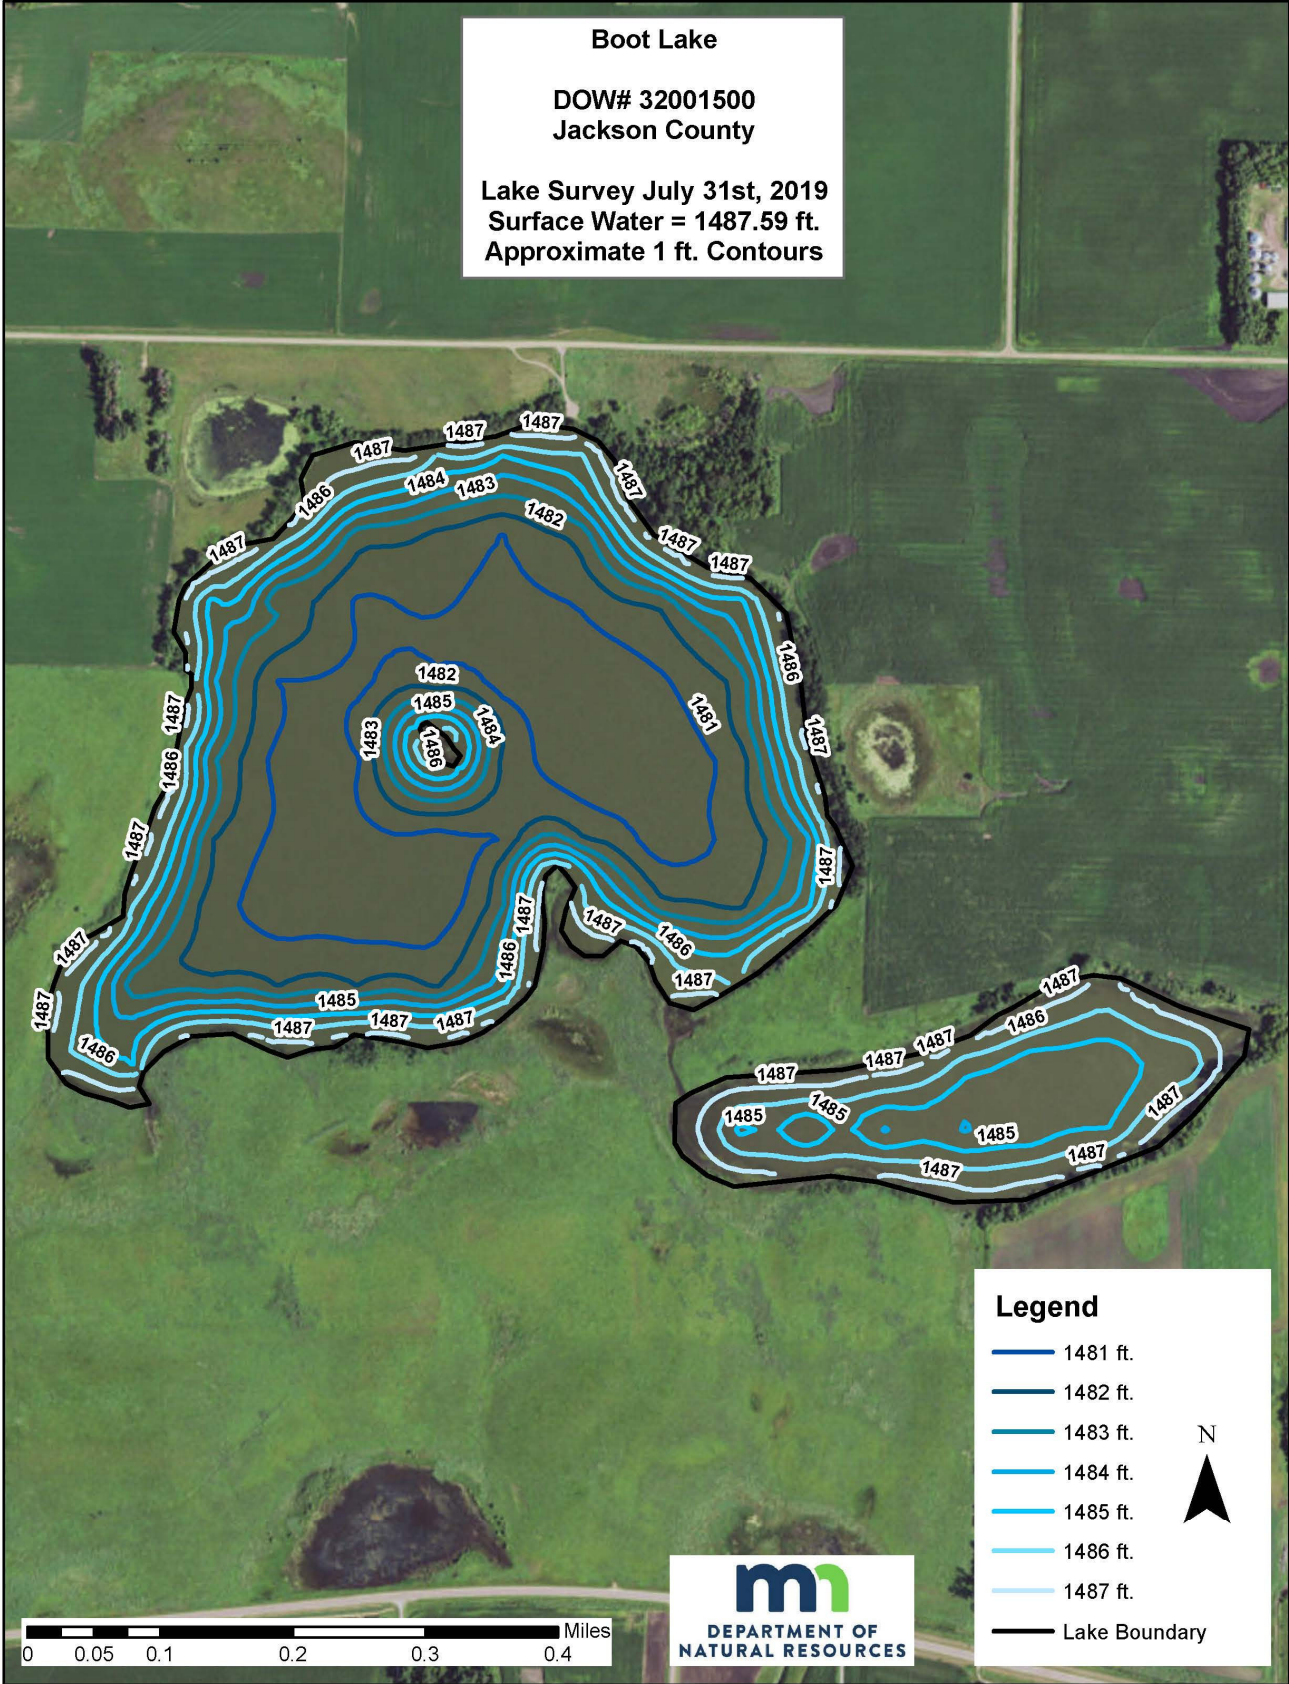 Boot Lake
DOW# 32001500
Jackson County
Lake Survey July 31st, 2019
Surface Water = 1487.59 ft.
Approximate 1 ft. Contours
1487
1487
1487
1487
1484
1483
1486
1482
1487
1487
1487
1486
1482
1481
1485
1487
1484
1483
1487
1486
1486
1487
1487
1487
1487
1486
1487
1486
1487
1487
1485
1487
1487
1487
1486
1487
1486
1487
1487
1487
1485
1485
1487
1485
1487
1487
Legend
1481 ft.
1482 ft.
1483 ft.
1484 ft.
1485 ft.
1486 ft.
1487 ft.
Lake Boundary
N
Miles
0 0.05 0.1 0.2 0.3 0.4
mn
DEPARTMENT OF
NATURAL RESOURCES